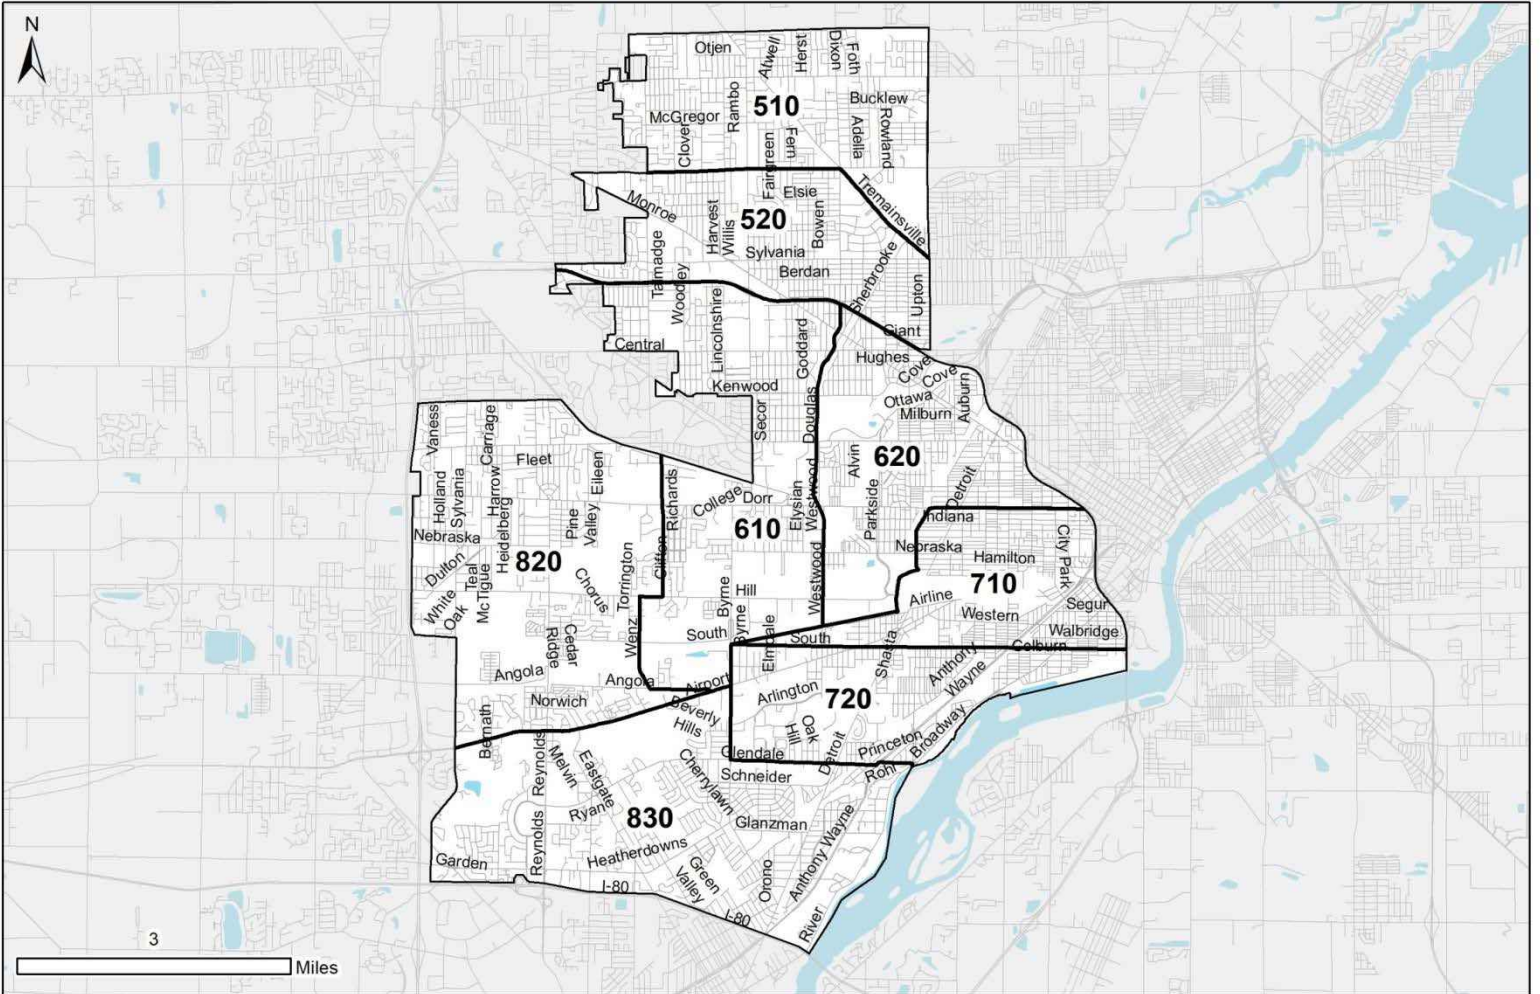 N
Otjen
Atwell
Herst
Dixon
Foth
Rambo
510
Bucklew
McGregor
Clover
Fern
Adella
Rowland
Fairgreen
Elsie
Tremainsville
Monroe
Harvest
Willis
520
Bowen
Sylvania
Berdan
Talmadge
Woodley
Sherbrooke
Upton
Lincolnshire
Giant
Central
Goddard
Hughes
Cove
Cove
Kenwood
Ottawa
Milburn
Auburn
Secor
Douglas
Vaness
Carriage
Fleet
Eileen
Alvin
620
Holland
Sylvania
Harrow
Richards
College
Dorr
Elysian
Westwood
Parkside
Detroit
Indiana
Nebraska
Heidelberg
Pine
Valley
610
Nebraska
Hamilton
City Park
820
Clifton
Dulton
Teal
McTigue
White
Oak
Chorus
Torrington
Byrne
Hill
Westwood
710
Airline
Western
Segur
Walbridge
Wenz
South
Byrne
Elmdale
South
Shasta
Colburn
Cedar
Ridge
Angola
Angola
Airport
Arlington
Anthony
Wayne
720
Norwich
Beverly
Hills
Bernath
Oak
Hill
Detroit
Princeton
Broadway
Reynolds
Melvin
Eastgate
Glendale
Cherrylawn
Schneider
Rohr
Ryan
830
Glanzman
Anthony Wayne
Reynolds
Heatherdowns
Garden
Green
Valley
Orono
I-80
I-80
River
3
Miles